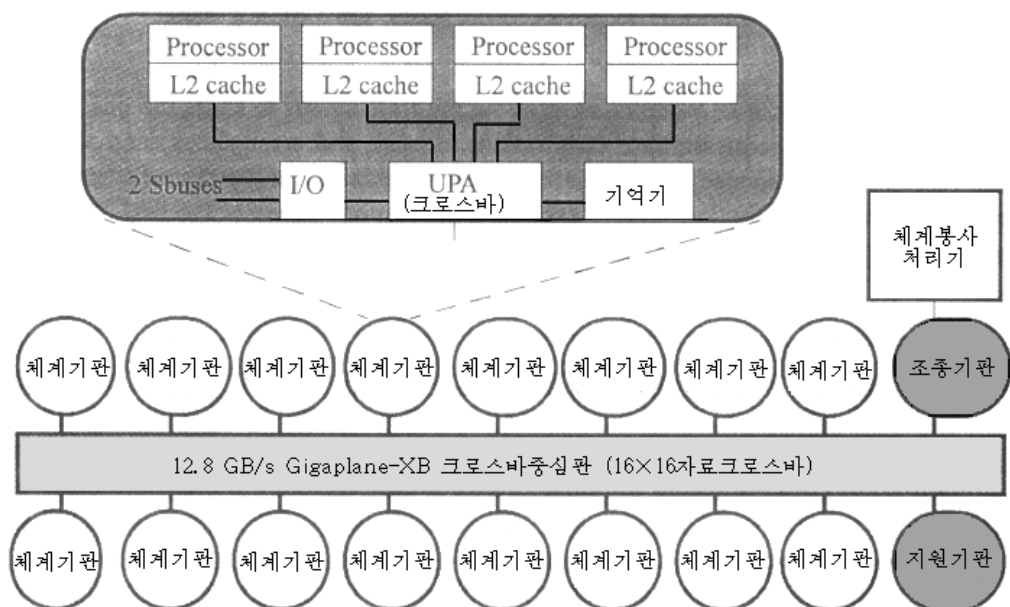 Processor Processor Processor Processor
L2 cache L2 cache L2 cache L2 cache
2 Sbuses I/O UPA
(크로스바) 기억기
체계봉사
처리기
체계기판 체계기판 체계기판 체계기판 체계기판 체계기판 체계기판 체계기판 조종기판
12.8 GB/s Gigaplane-XB 크로스바중심판 (16×16자료크로스바)
체계기판 체계기판 체계기판 체계기판 체계기판 체계기판 체계기판 체계기판 지원기판